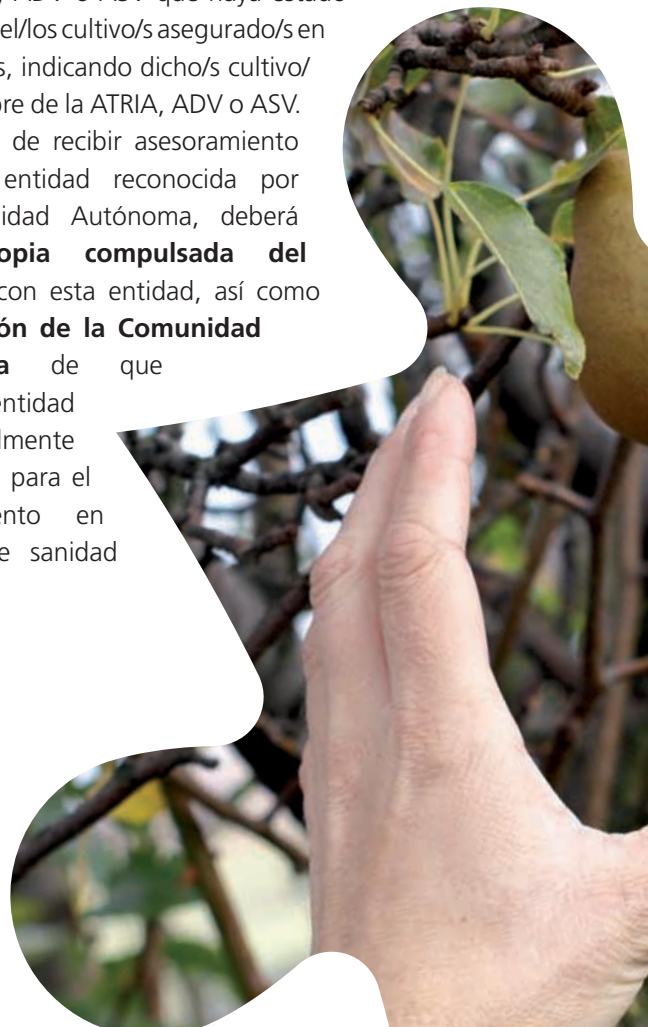 , ADV o ASV que haya estado
el/los cultivo/s asegurado/s en
s, indicando dicho/s cultivo/
bre de la ATRIA, ADV o ASV.
de recibir asesoramiento
entidad reconocida por
nidad Autónoma, deberá
opia compulsada del
con esta entidad, así como
ón de la Comunidad
a de que
entidad
lmente
para el
ento en
e sanidad